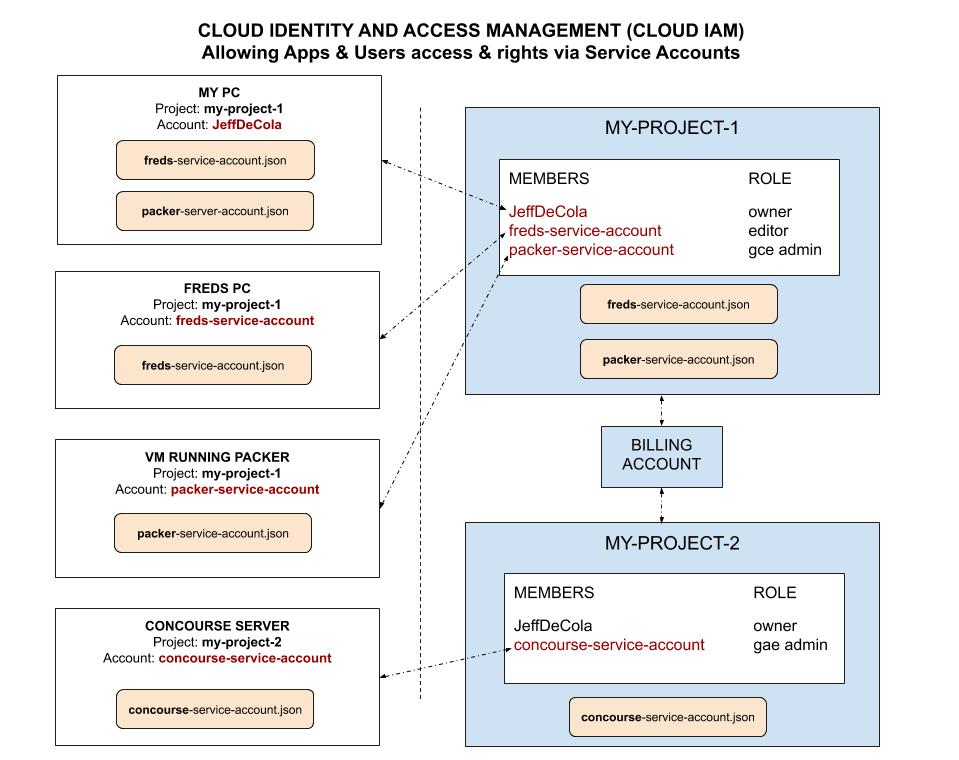 CLOUD IDENTITY AND ACCESS MANAGEMENT (CLOUD IAM)
Allowing Apps & Users access & rights via Service Accounts
MY PC
Project: my-project-1
Account: JeffDeCola
freds-service-account.json
packer-server-account.json
FREDS PC
Project: my-project-1
Account: freds-service-account
freds-service-account.json
VM RUNNING PACKER
Project: my-project-1
Account: packer-service-account
packer-service-account.json
CONCOURSE SERVER
Project: my-project-2
Account: concourse-service-account
concourse-service-account.json
MY-PROJECT-1
MEMBERS ROLE
JeffDeCola owner
freds-service-account editor
packer-service-account gce admin
freds-service-account.json
packer-service-account.json
BILLING
ACCOUNT
MY-PROJECT-2
MEMBERS ROLE
JeffDeCola owner
concourse-service-account gae admin
concourse-service-account.json